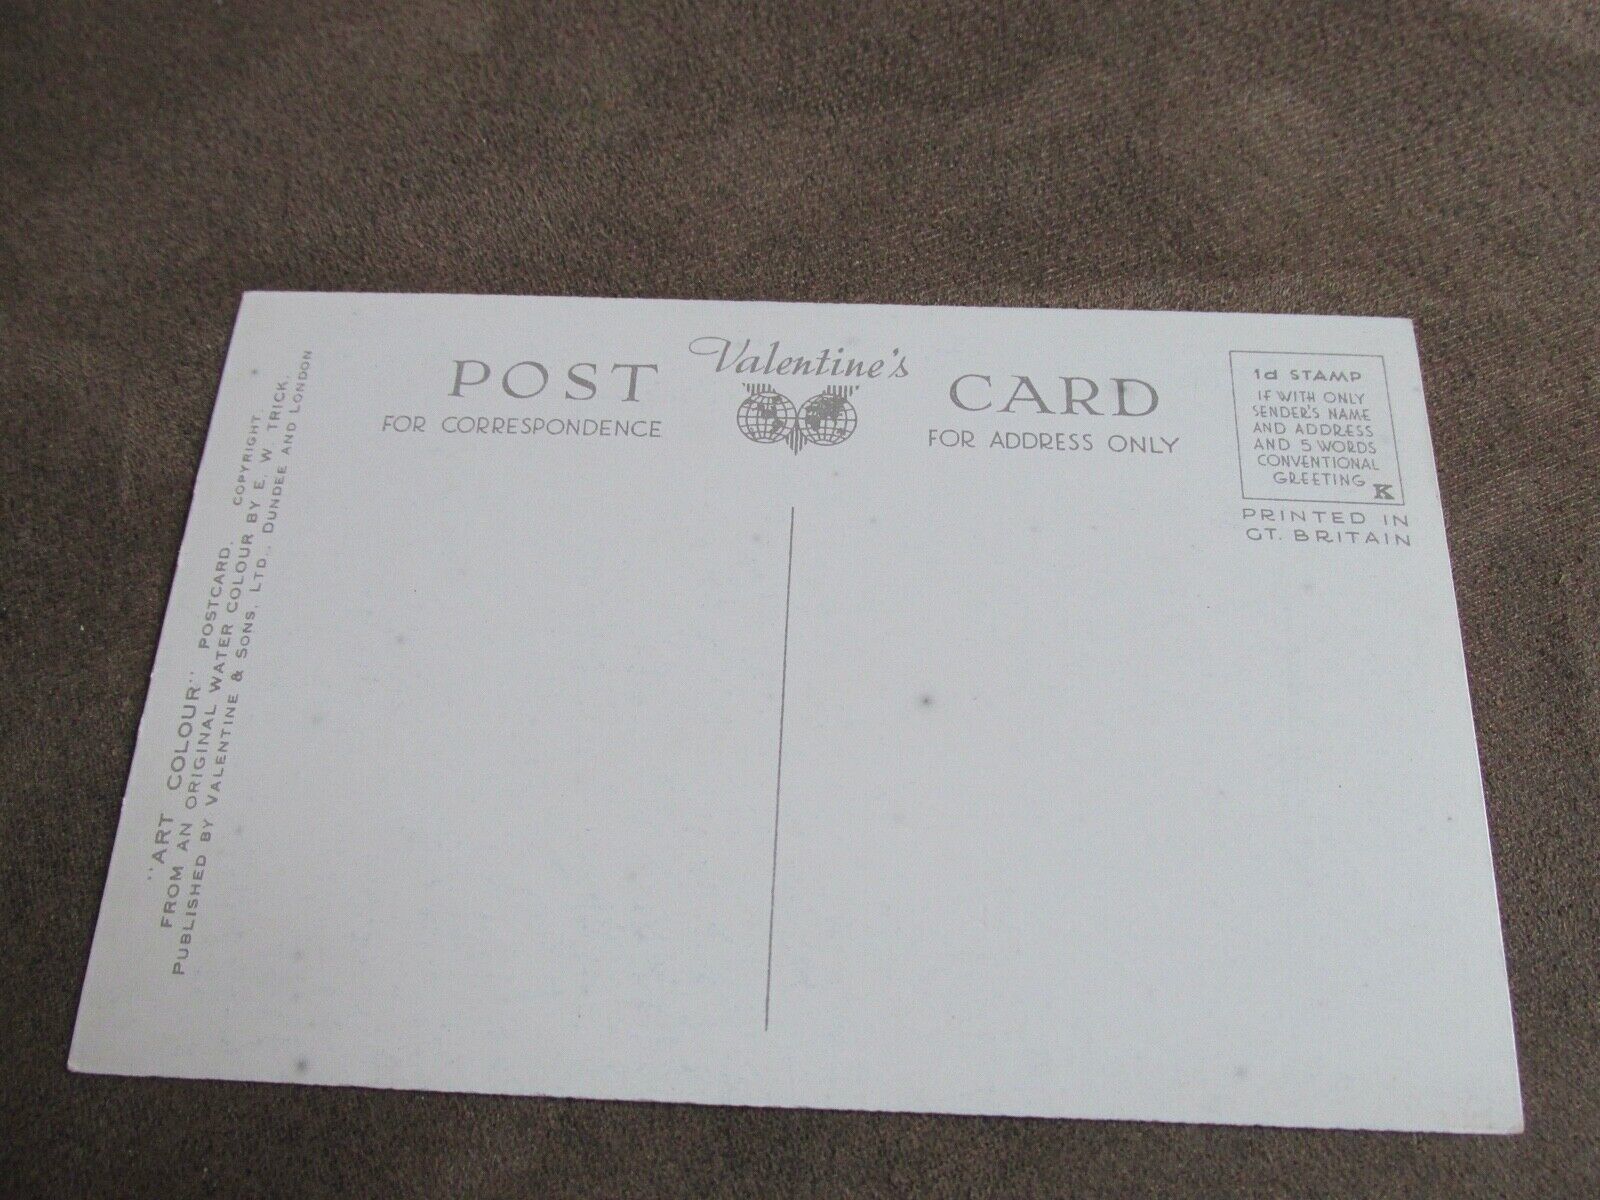 POST
Valentine's
CARD
FOR CORRESPONDENCE
FOR ADDRESS ONLY
1d STAMP
IF WITH ONLY
SENDER'S NAME
AND ADDRESS
AND 5 WORDS
CONVENTIONAL
GREETING
K
PRINTED IN
GT. BRITAIN
"ART COLOUR" POSTCARD. COPYRIGHT.
FROM AN ORIGINAL WATER COLOUR BY E. W. TRICK.
PUBLISHED BY VALENTINE & SONS, LTD., DUNDEE AND LONDON